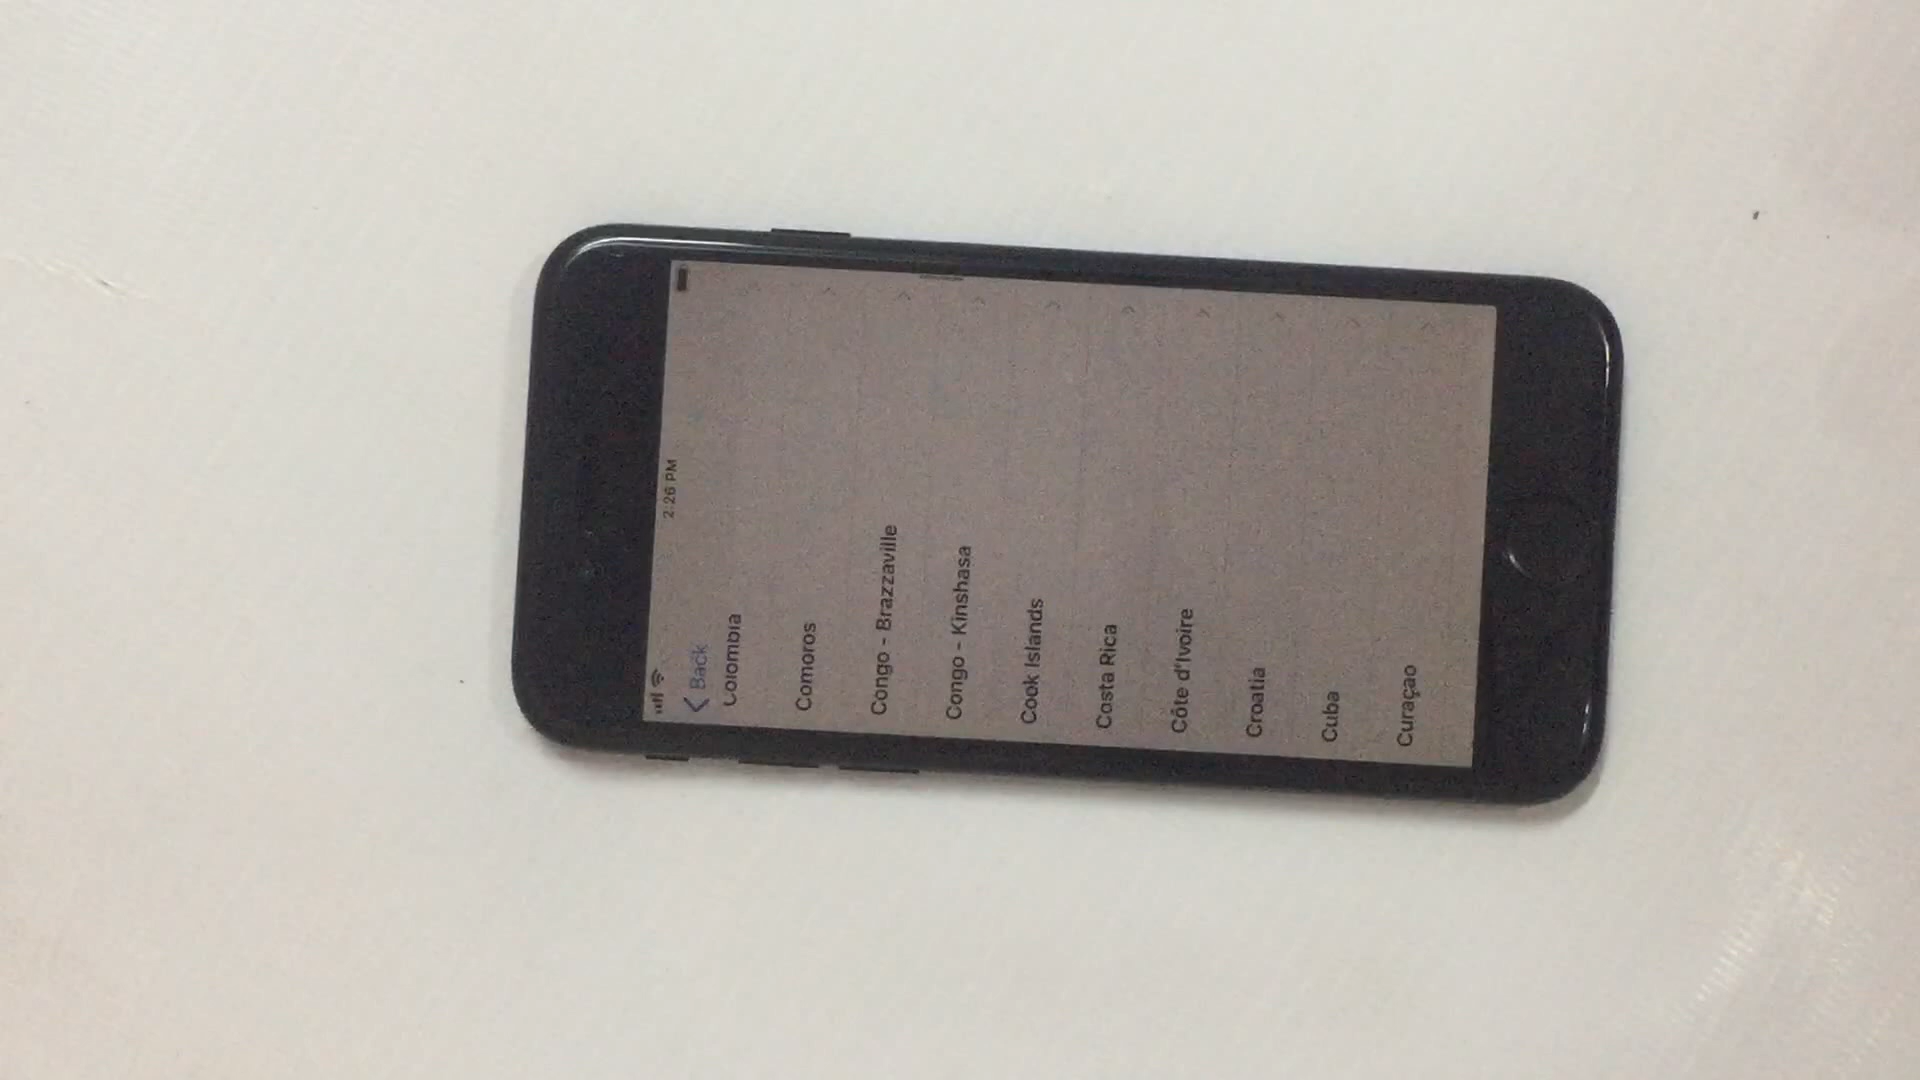 2:26 PM
Back
Colombia
Comoros
Congo - Brazzaville
Congo - Kinshasa
Cook Islands
Costa Rica
Côte d'Ivoire
Croatia
Cuba
Curaçao